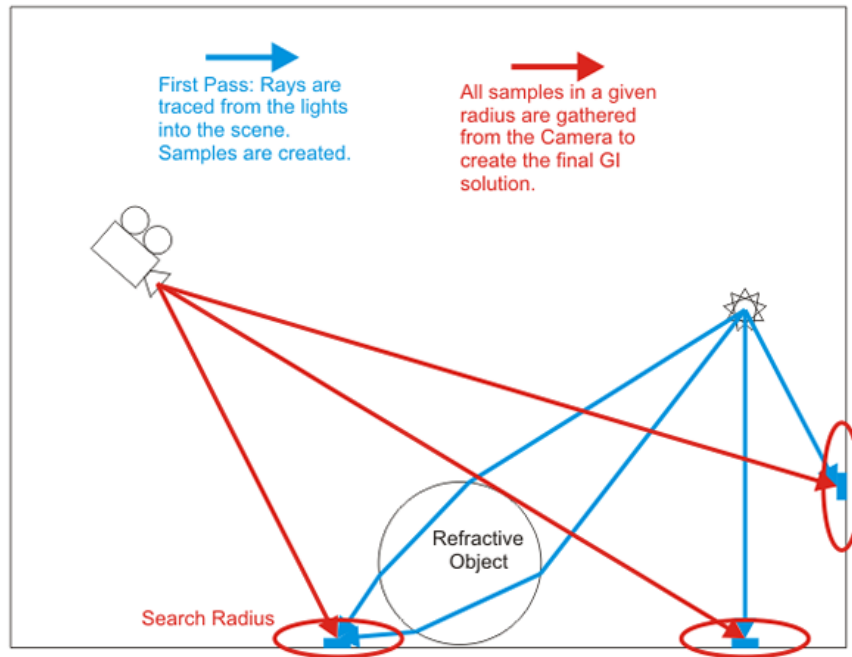 First Pass: Rays are
traced from the lights
into the scene.
Samples are created.
All samples in a given
radius are gathered
from the Camera to
create the final GI
solution.
Refractive
Object
Search Radius